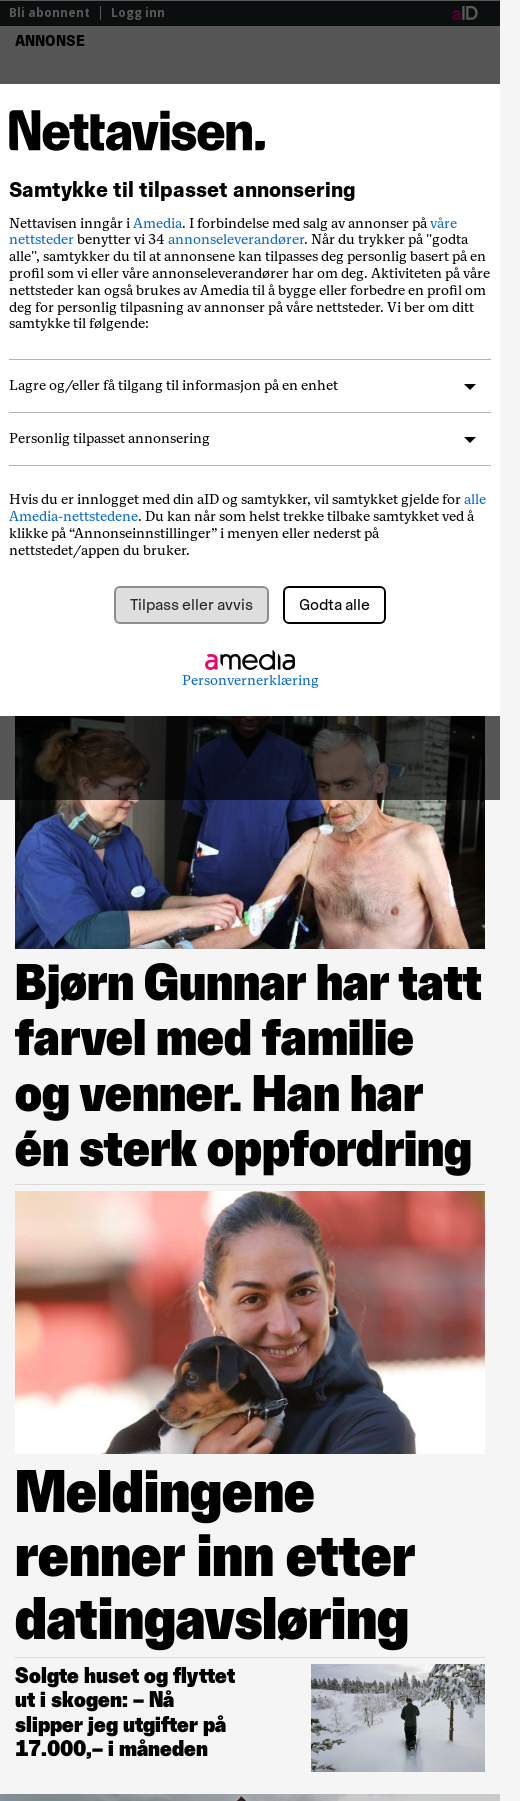 Bli abonnent | Logg inn aID
ANNONSE
Nettavisen.
Samtykke til tilpasset annonsering
Nettavisen inngår i Amedia. I forbindelse med salg av annonser på våre
nettsteder benytter vi 34 annonseleverandører. Når du trykker på "godta
alle", samtykker du til at annonsene kan tilpasses deg personlig basert på en
profil som vi eller våre annonseleverandører har om deg. Aktiviteten på våre
nettsteder kan også brukes av Amedia til å bygge eller forbedre en profil om
deg for personlig tilpasning av annonser på våre nettsteder. Vi ber om ditt
samtykke til følgende:
Lagre og/eller få tilgang til informasjon på en enhet
Personlig tilpasset annonsering
Hvis du er innlogget med din aID og samtykker, vil samtykket gjelde for alle
Amedia-nettstedene. Du kan når som helst trekke tilbake samtykket ved å
klikke på “Annonseinnstillinger” i menyen eller nederst på
nettstedet/appen du bruker.
Tilpass eller avvis Godta alle
amedia
Personvernerklæring
Bjørn Gunnar har tatt
farvel med familie
og venner. Han har
én sterk oppfordring
Meldingene
renner inn etter
datingavsløring
Solgte huset og flyttet
ut i skogen: – Nå
slipper jeg utgifter på
17.000,– i måneden